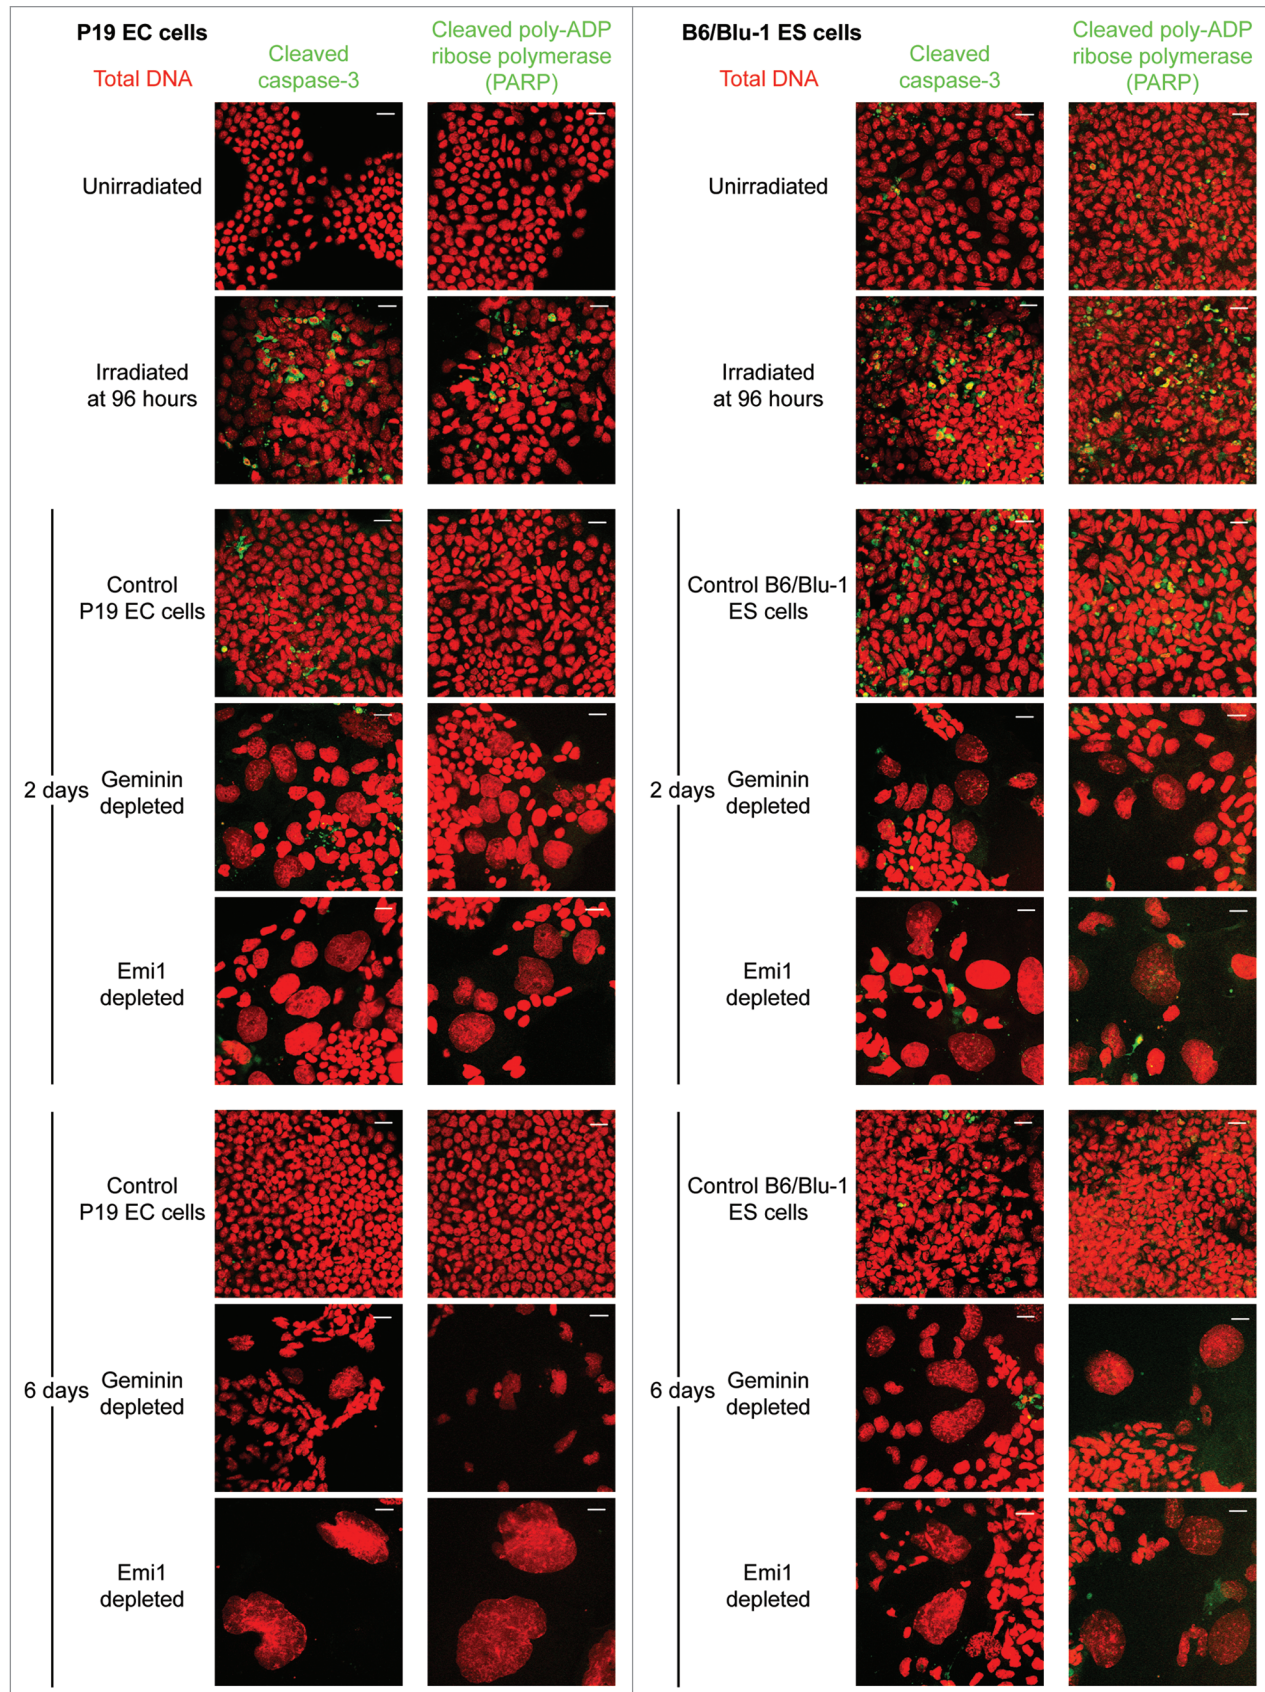 P19 EC cells
Total DNA
Cleaved
caspase-3
Cleaved poly-ADP
ribose polymerase
(PARP)
Unirradiated
Irradiated
at 96 hours
2 days
Control
P19 EC cells
Geminin
depleted
Emi1
depleted
6 days
Control
P19 EC cells
Geminin
depleted
Emi1
depleted
B6/Blu-1 ES cells
Total DNA
Cleaved
caspase-3
Cleaved poly-ADP
ribose polymerase
(PARP)
Unirradiated
Irradiated
at 96 hours
2 days
Control B6/Blu-1
ES cells
Geminin
depleted
Emi1
depleted
6 days
Control B6/Blu-1
ES cells
Geminin
depleted
Emi1
depleted